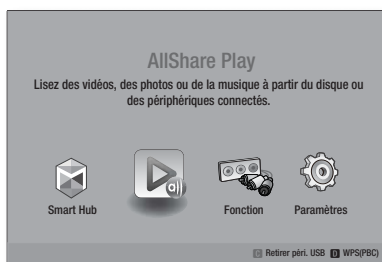 AllShare Play
Lisez des vidéos, des photos ou de la musique à partir du disque ou
des périphériques connectés.
Smart Hub
Fonction
Paramètres
C Retirer péri. USB D WPS(PBC)